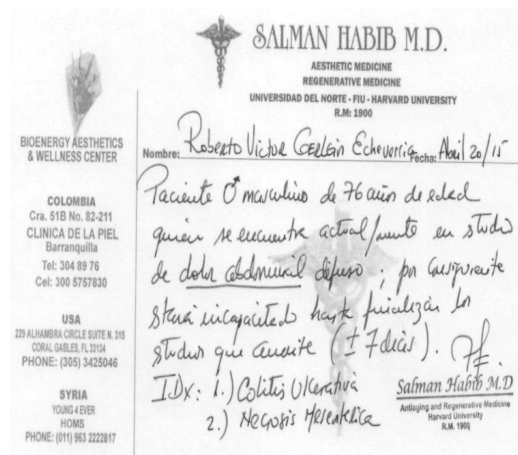 SALMAN HABIB M.D.
AESTHETIC MEDICINE
REGENERATIVE MEDICINE
UNIVERSIDAD DEL NORTE - FIU - HARVARD UNIVERSITY
R.M: 1900
BIOENERGY AESTHETICS
& WELLNESS CENTER
COLOMBIA
Cra. 51B No. 82-211
CLINICA DE LA PIEL
Barranquilla
Tel: 304 89 76
Cel: 300 5757830
USA
229 ALHAMBRA CIRCLE SUITE N. 315
CORAL GABLES, FL 33134
PHONE: (305) 3425046
SYRIA
YOUNG 4 EVER
HOMS
PHONE: (011) 963 2222817
Nombre: Roberto Victor Gerlein Echeverria Fecha: Abril 20/15
Paciente ♂ masculino de 76 años de edad
quien se encuentra actual/mente en studio
de dolor abdominal difuso; por consiguiente
stará incapacitado hasta finalizar los
studios que amerite (± 7 dias).
IDx: 1.) Colitis Ulcerativa
2.) Necrosis Mesenterica
Salman Habib M.D
Antiaging and Regenerative Medicine
Harvard University
R.M. 1900